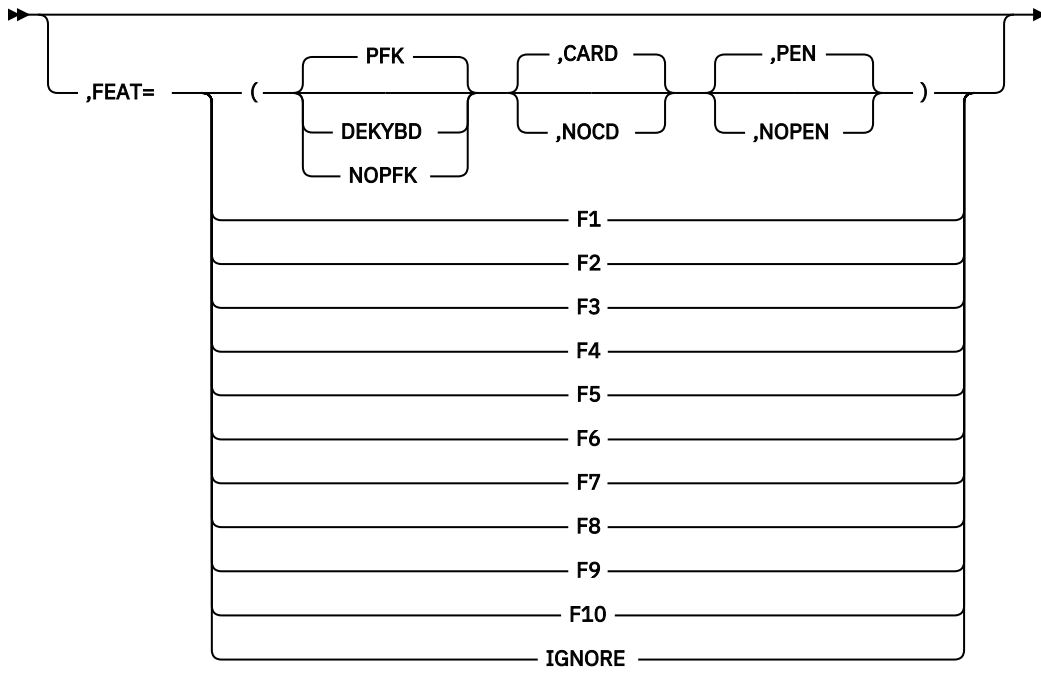 PFK ,CARD ,PEN
,FEAT= ( )
DEKYBD ,NOCD ,NOPEN
NOPFK
F1
F2
F3
F4
F5
F6
F7
F8
F9
F10
IGNORE